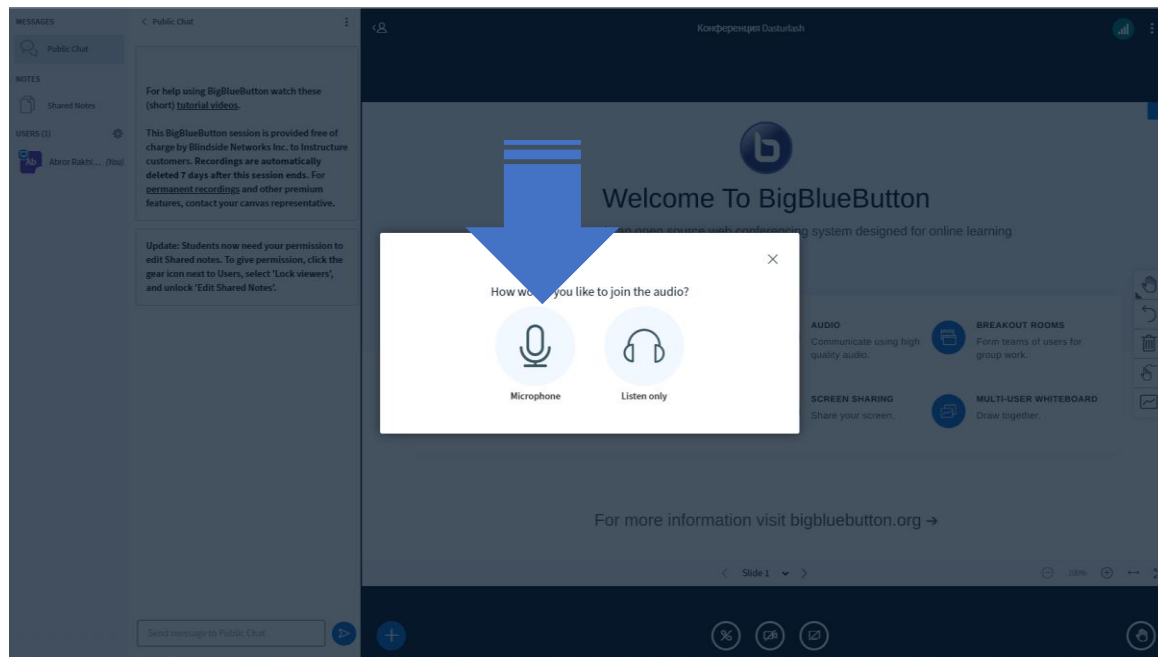 MESSAGES
Public Chat
NOTES
Shared Notes
USERS (1)
Ab
Abror Rakhi... (You)
Public Chat
For help using BigBlueButton watch these
(short) tutorial videos.
This BigBlueButton session is provided free of
charge by Blindside Networks Inc. to Instructure
customers. Recordings are automatically
deleted 7 days after this session ends. For
permanent recordings and other premium
features, contact your canvas representative.
Update: Students now need your permission to
edit Shared notes. To give permission, click the
gear icon next to Users, select 'Lock viewers',
and unlock 'Edit Shared Notes'.
Send message to Public Chat
Конференция Dasturlash
b
Welcome To BigBlueButton
open source web conferencing system designed for online learning
How you like to join the audio?
Microphone
Listen only
AUDIO
Communicate using high
quality audio.
BREAKOUT ROOMS
Form teams of users for
group work.
SCREEN SHARING
Share your screen.
MULTI-USER WHITEBOARD
Draw together.
For more information visit bigbluebutton.org →
Slide 1
100%